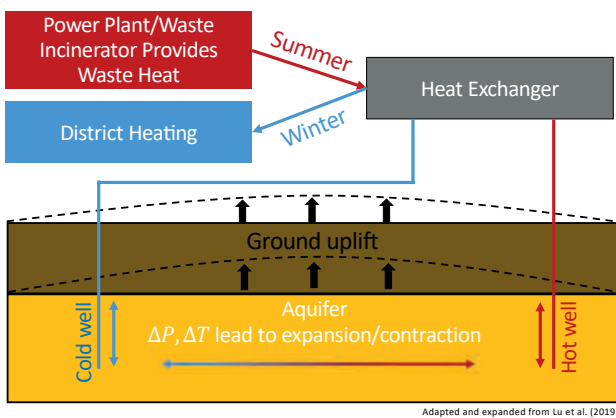 Power Plant/Waste
Incinerator Provides
Waste Heat
Summer
Heat Exchanger
District Heating
Winter
Ground uplift
Aquifer
ΔP, ΔT lead to expansion/contraction
Cold well
Hot well
Adapted and expanded from Lu et al. (2019